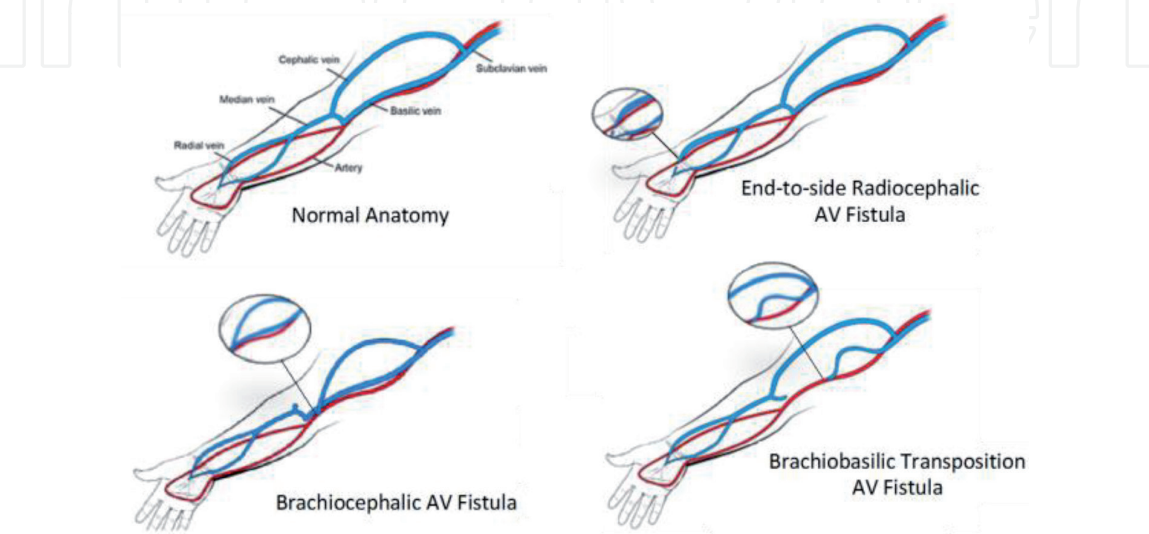 Cephalic vein
Subclavian vein
Median vein
Basilic vein
Radial vein
Artery
Normal Anatomy
End-to-side Radiocephalic
AV Fistula
Brachiocephalic AV Fistula
Brachiobasilic Transposition
AV Fistula